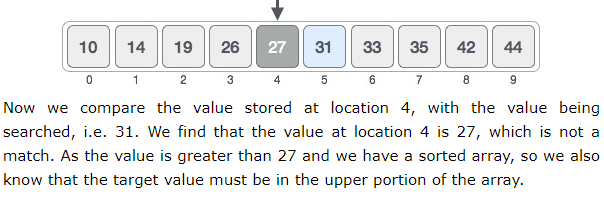 10 14 19 26 27 31 33 35 42 44
0 1 2 3 4 5 6 7 8 9
Now we compare the value stored at location 4, with the value being
searched, i.e. 31. We find that the value at location 4 is 27, which is not a
match. As the value is greater than 27 and we have a sorted array, so we also
know that the target value must be in the upper portion of the array.